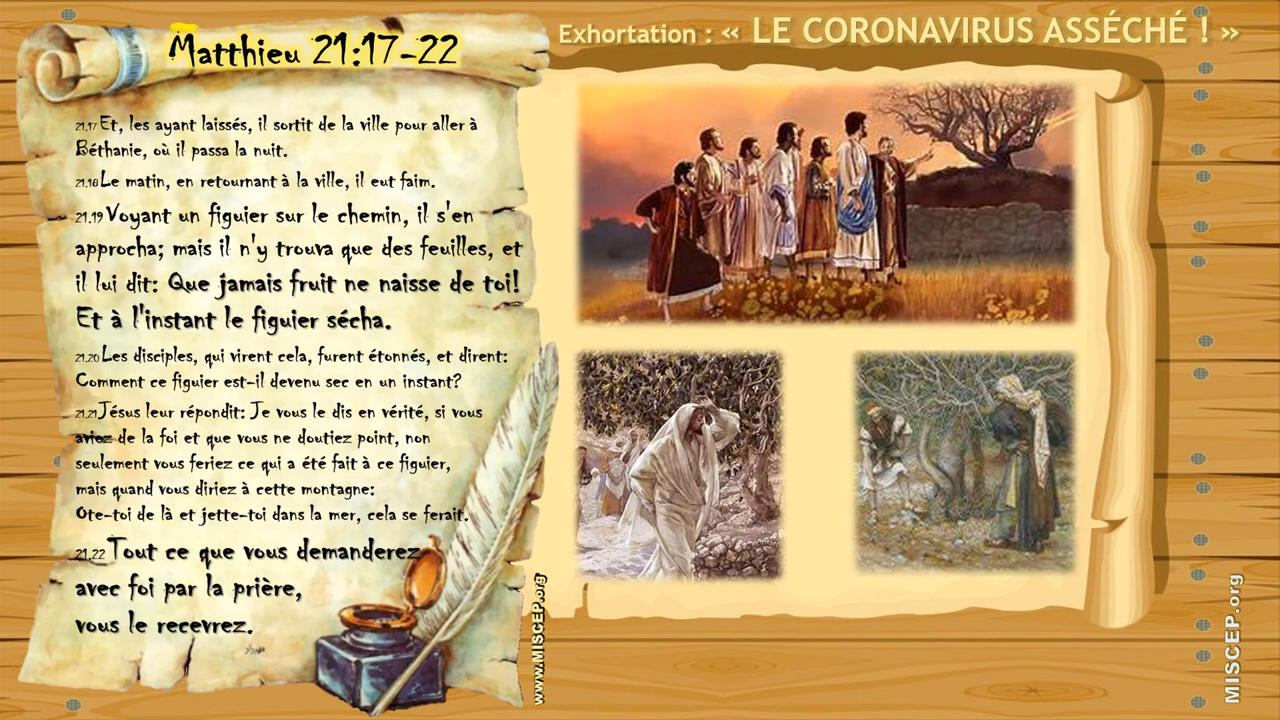 Matthieu 21:17-22
Exhortation : « LE CORONAVIRUS ASSÉCHÉ ! »
21.17 Et, les ayant laissés, il sortit de la ville pour aller à
Béthanie, où il passa la nuit.
21.18 Le matin, en retournant à la ville, il eut faim.
21.19 Voyant un figuier sur le chemin, il s'en
approcha; mais il n'y trouva que des feuilles, et
il lui dit: Que jamais fruit ne naisse de toi!
Et à l'instant le figuier sécha.
21.20 Les disciples, qui virent cela, furent étonnés, et dirent:
Comment ce figuier est-il devenu sec en un instant?
21.21 Jésus leur répondit: Je vous le dis en vérité, si vous
aviez de la foi et que vous ne doutiez point, non
seulement vous feriez ce qui a été fait à ce figuier,
mais quand vous diriez à cette montagne:
Ote-toi de là et jette-toi dans la mer, cela se ferait.
21.22 Tout ce que vous demanderez
avec foi par la prière,
vous le recevrez.
www.MISCEP.org
MISCEP.org